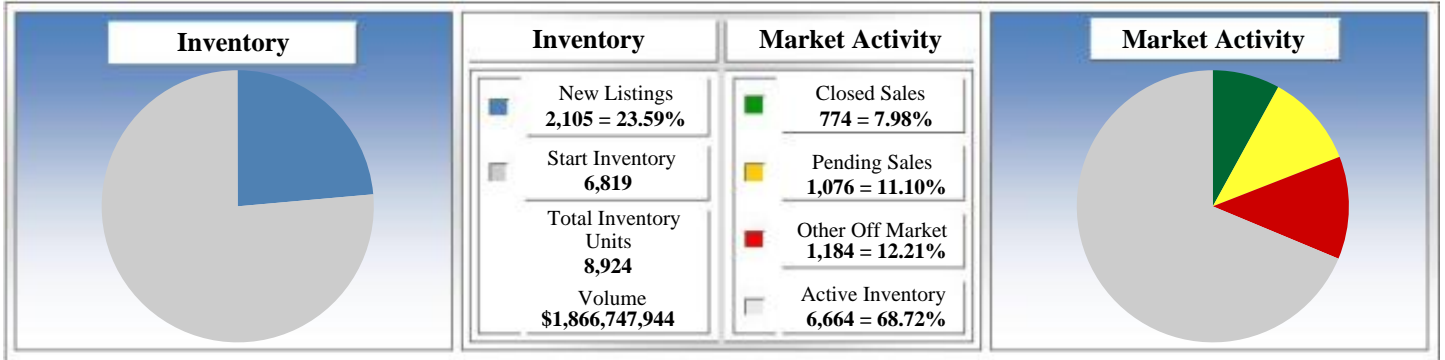 Inventory
Inventory
Market Activity
New Listings
2,105 = 23.59%
Start Inventory
6,819
Total Inventory
Units
8,924
Volume
$1,866,747,944
Closed Sales
774 = 7.98%
Pending Sales
1,076 = 11.10%
Other Off Market
1,184 = 12.21%
Active Inventory
6,664 = 68.72%
Market Activity